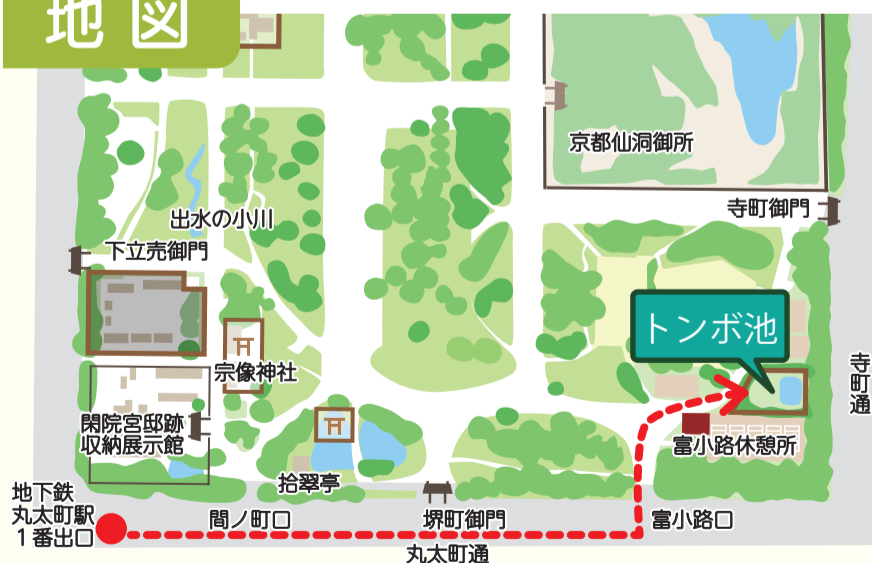 地図
京都仙洞御所
寺町御門
出水の小川
下立売御門
トンボ池
宗像神社
寺町通
閑院宮邸跡
収納展示館
富小路休憩所
拾翠亭
地下鉄
丸太町駅
1番出口
間ノ町口
堺町御門
富小路口
丸太町通